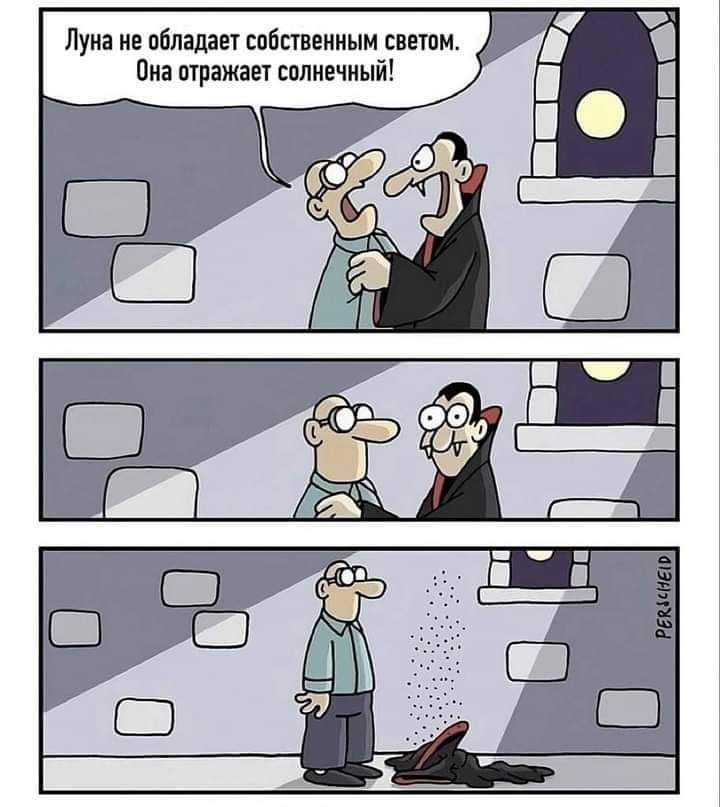 Луна не обладает собственным светом.
Она отражает солнечный!
PERSCHEID